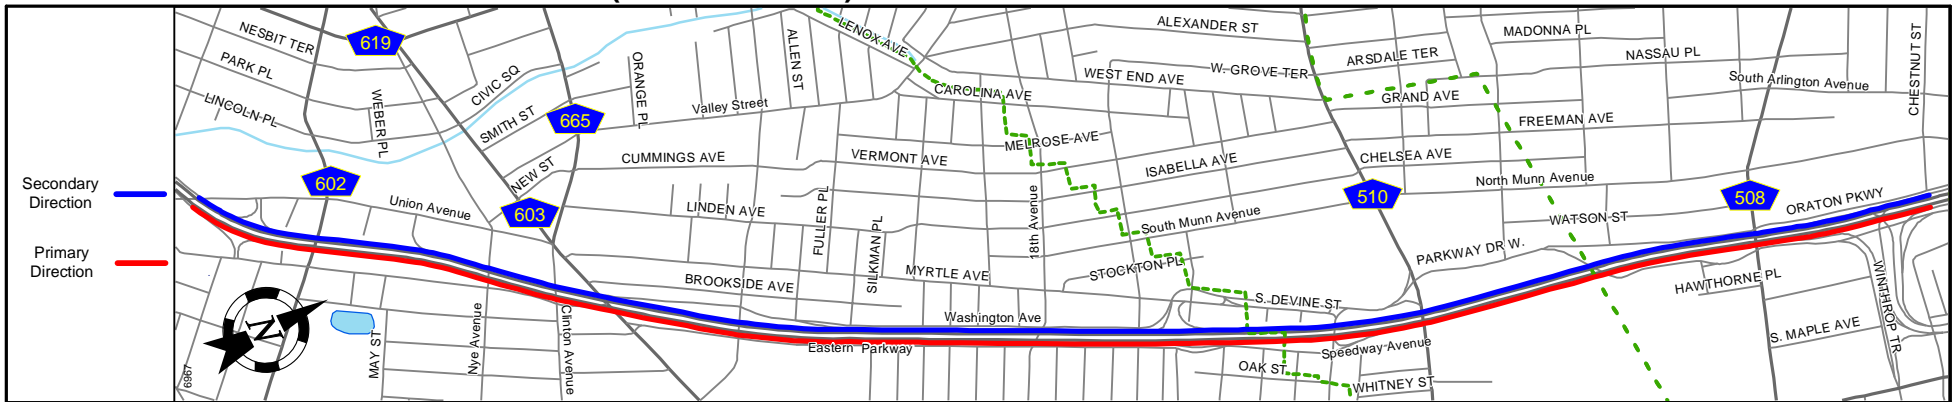 Secondary
Direction
Primary
Direction
NESBIT TER
PARK PL
LINCOLN PL
619
WEBER PL
CIVIC SQ
SMITH ST
NEW ST
665
602
603
Union Avenue
ORANGE PL
Valley Street
ALLEN ST
LENOX AVE
CAROLINA AVE
CUMMINGS AVE
VERMONT AVE
MELROSE AVE
LINDEN AVE
FULLER PL
SILKMAN PL
18th Avenue
BROOKSIDE AVE
MYRTLE AVE
STOCKTON PL
South Munn Avenue
ISABELLA AVE
ALEXANDER ST
WEST END AVE
W. GROVE TER
ARSDALE TER
MADONNA PL
NASSAU PL
South Arlington Avenue
CHESTNUT ST
GRAND AVE
FREEMAN AVE
CHELSEA AVE
North Munn Avenue
510
508
WATSON ST
ORATON PKWY
PARKWAY DR W.
HAWTHORNE PL
WINTHROP TR
S. MAPLE AVE
S. DEVINE ST
Washington Ave
Eastern Parkway
Speedway Avenue
OAK ST
WHITNEY ST
N
6967
MAY ST
Nye Avenue
Clinton Avenue